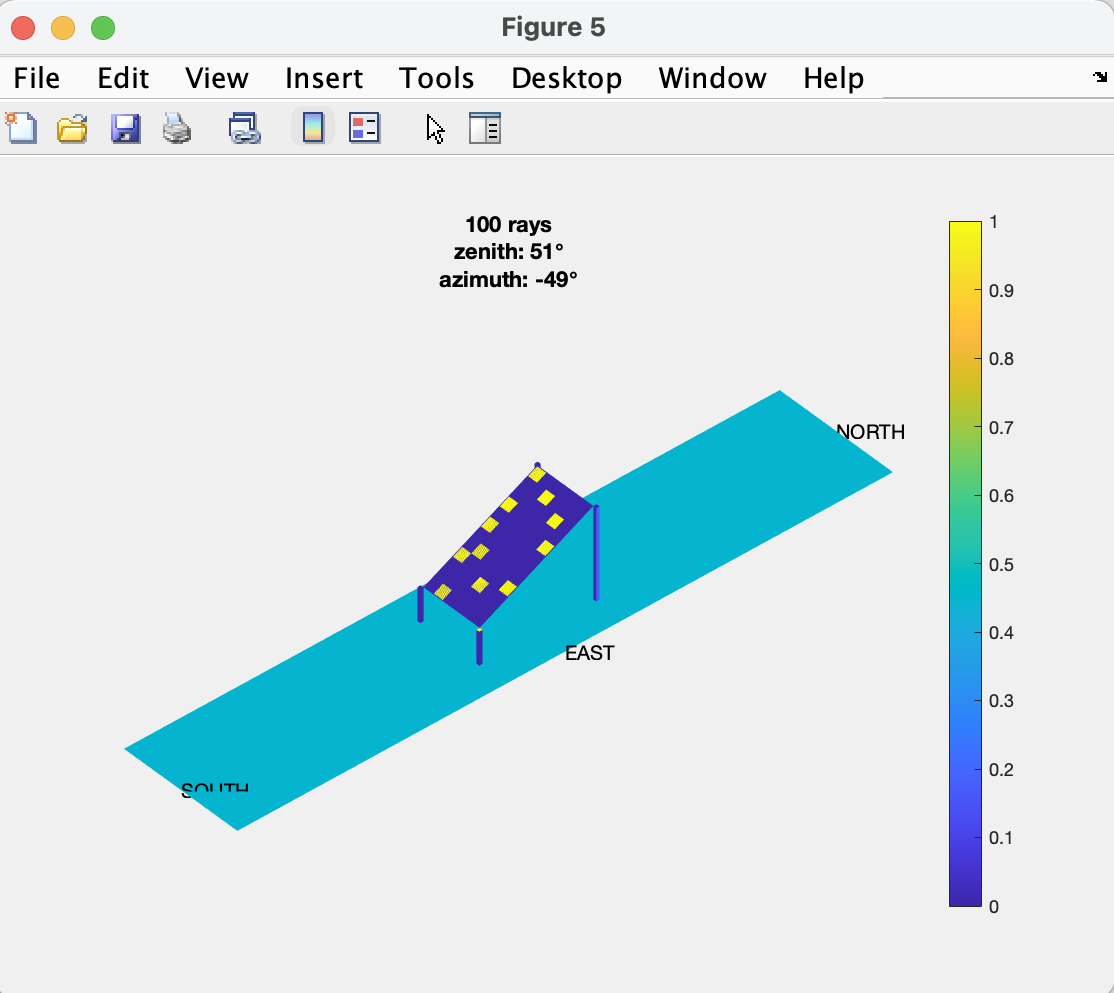 Figure 5
File Edit View Insert Tools Desktop Window Help
100 rays
zenith: 51°
azimuth: -49°
1
0.9
0.8
0.7
0.6
0.5
0.4
0.3
0.2
0.1
0
NORTH
EAST
SOUTH